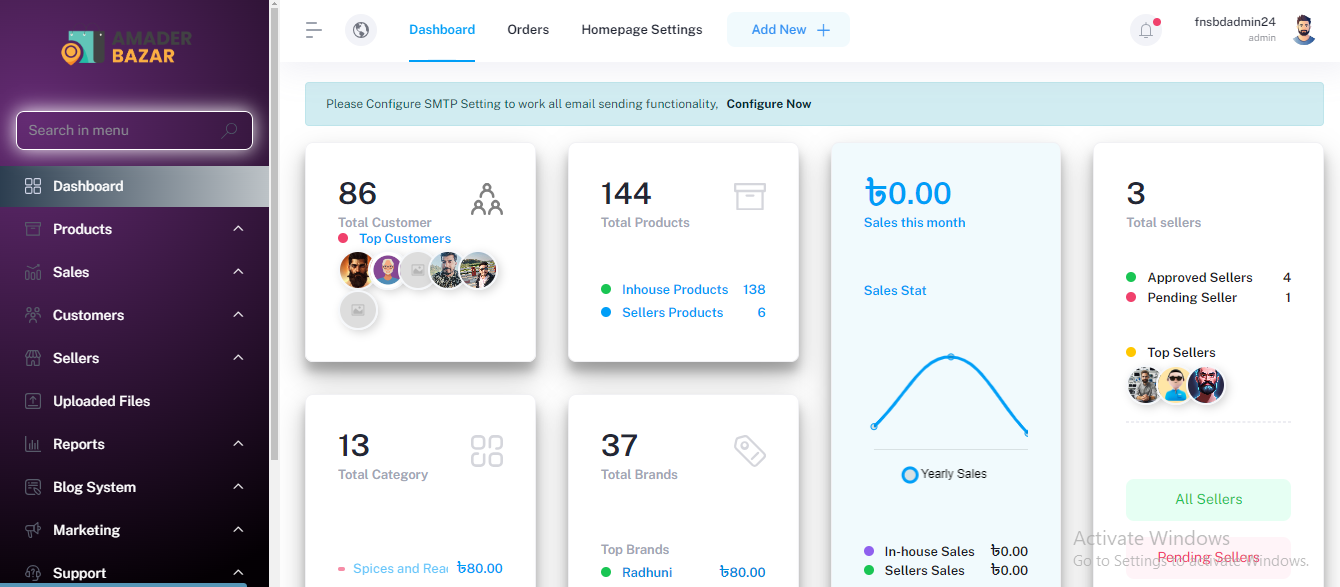 AMADER
BAZAR
Search in menu
Dashboard
Products
Sales
Customers
Sellers
Uploaded Files
Reports
Blog System
Marketing
Support
Dashboard
Orders
Homepage Settings
Add New +
fnsbdadmin24
admin
Please Configure SMTP Setting to work all email sending functionality, Configure Now
86
Total Customer
Top Customers
144
Total Products
Inhouse Products 138
Sellers Products 6
৳0.00
Sales this month
Sales Stat
Yearly Sales
In-house Sales ৳0.00
Sellers Sales ৳0.00
3
Total sellers
Approved Sellers 4
Pending Seller 1
Top Sellers
All Sellers
Pending Sellers
13
Total Category
Spices and Rea ৳80.00
37
Total Brands
Top Brands
Radhuni ৳80.00
Activate Windows
Go to Settings to activate Windows.